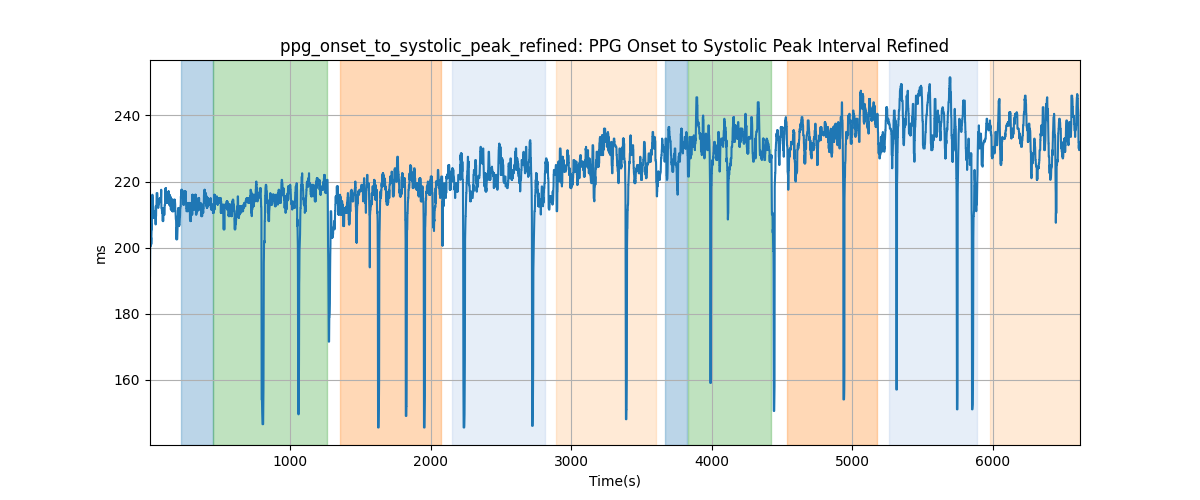 ppg_onset_to_systolic_peak_refined: PPG Onset to Systolic Peak Interval Refined
240
220
200
180
160
ms
1000 2000 3000 4000 5000 6000
Time(s)